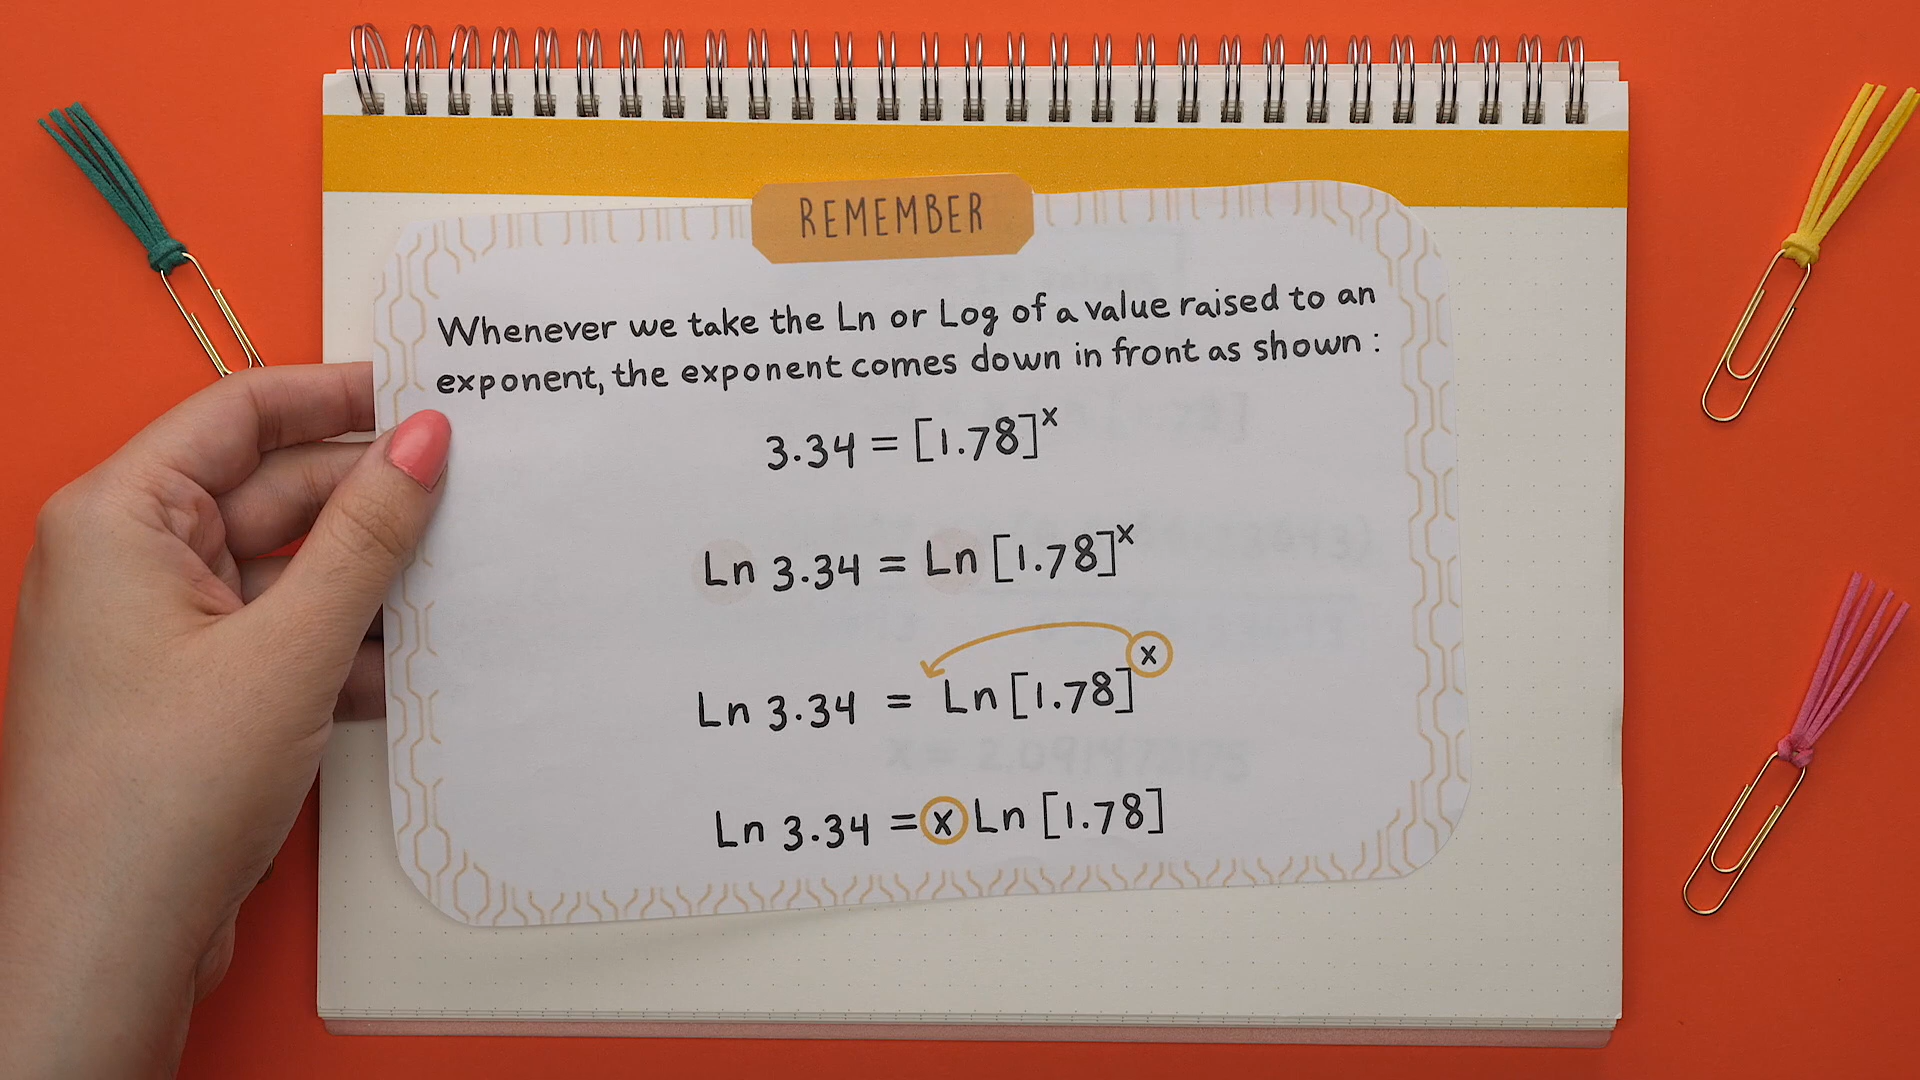 REMEMBER
Whenever we take the Ln or Log of a value raised to an
exponent, the exponent comes down in front as shown :
3.34 = [1.78]^x
Ln 3.34 = Ln [1.78]^x
Ln 3.34 = Ln [1.78]^x
Ln 3.34 = x Ln [1.78]